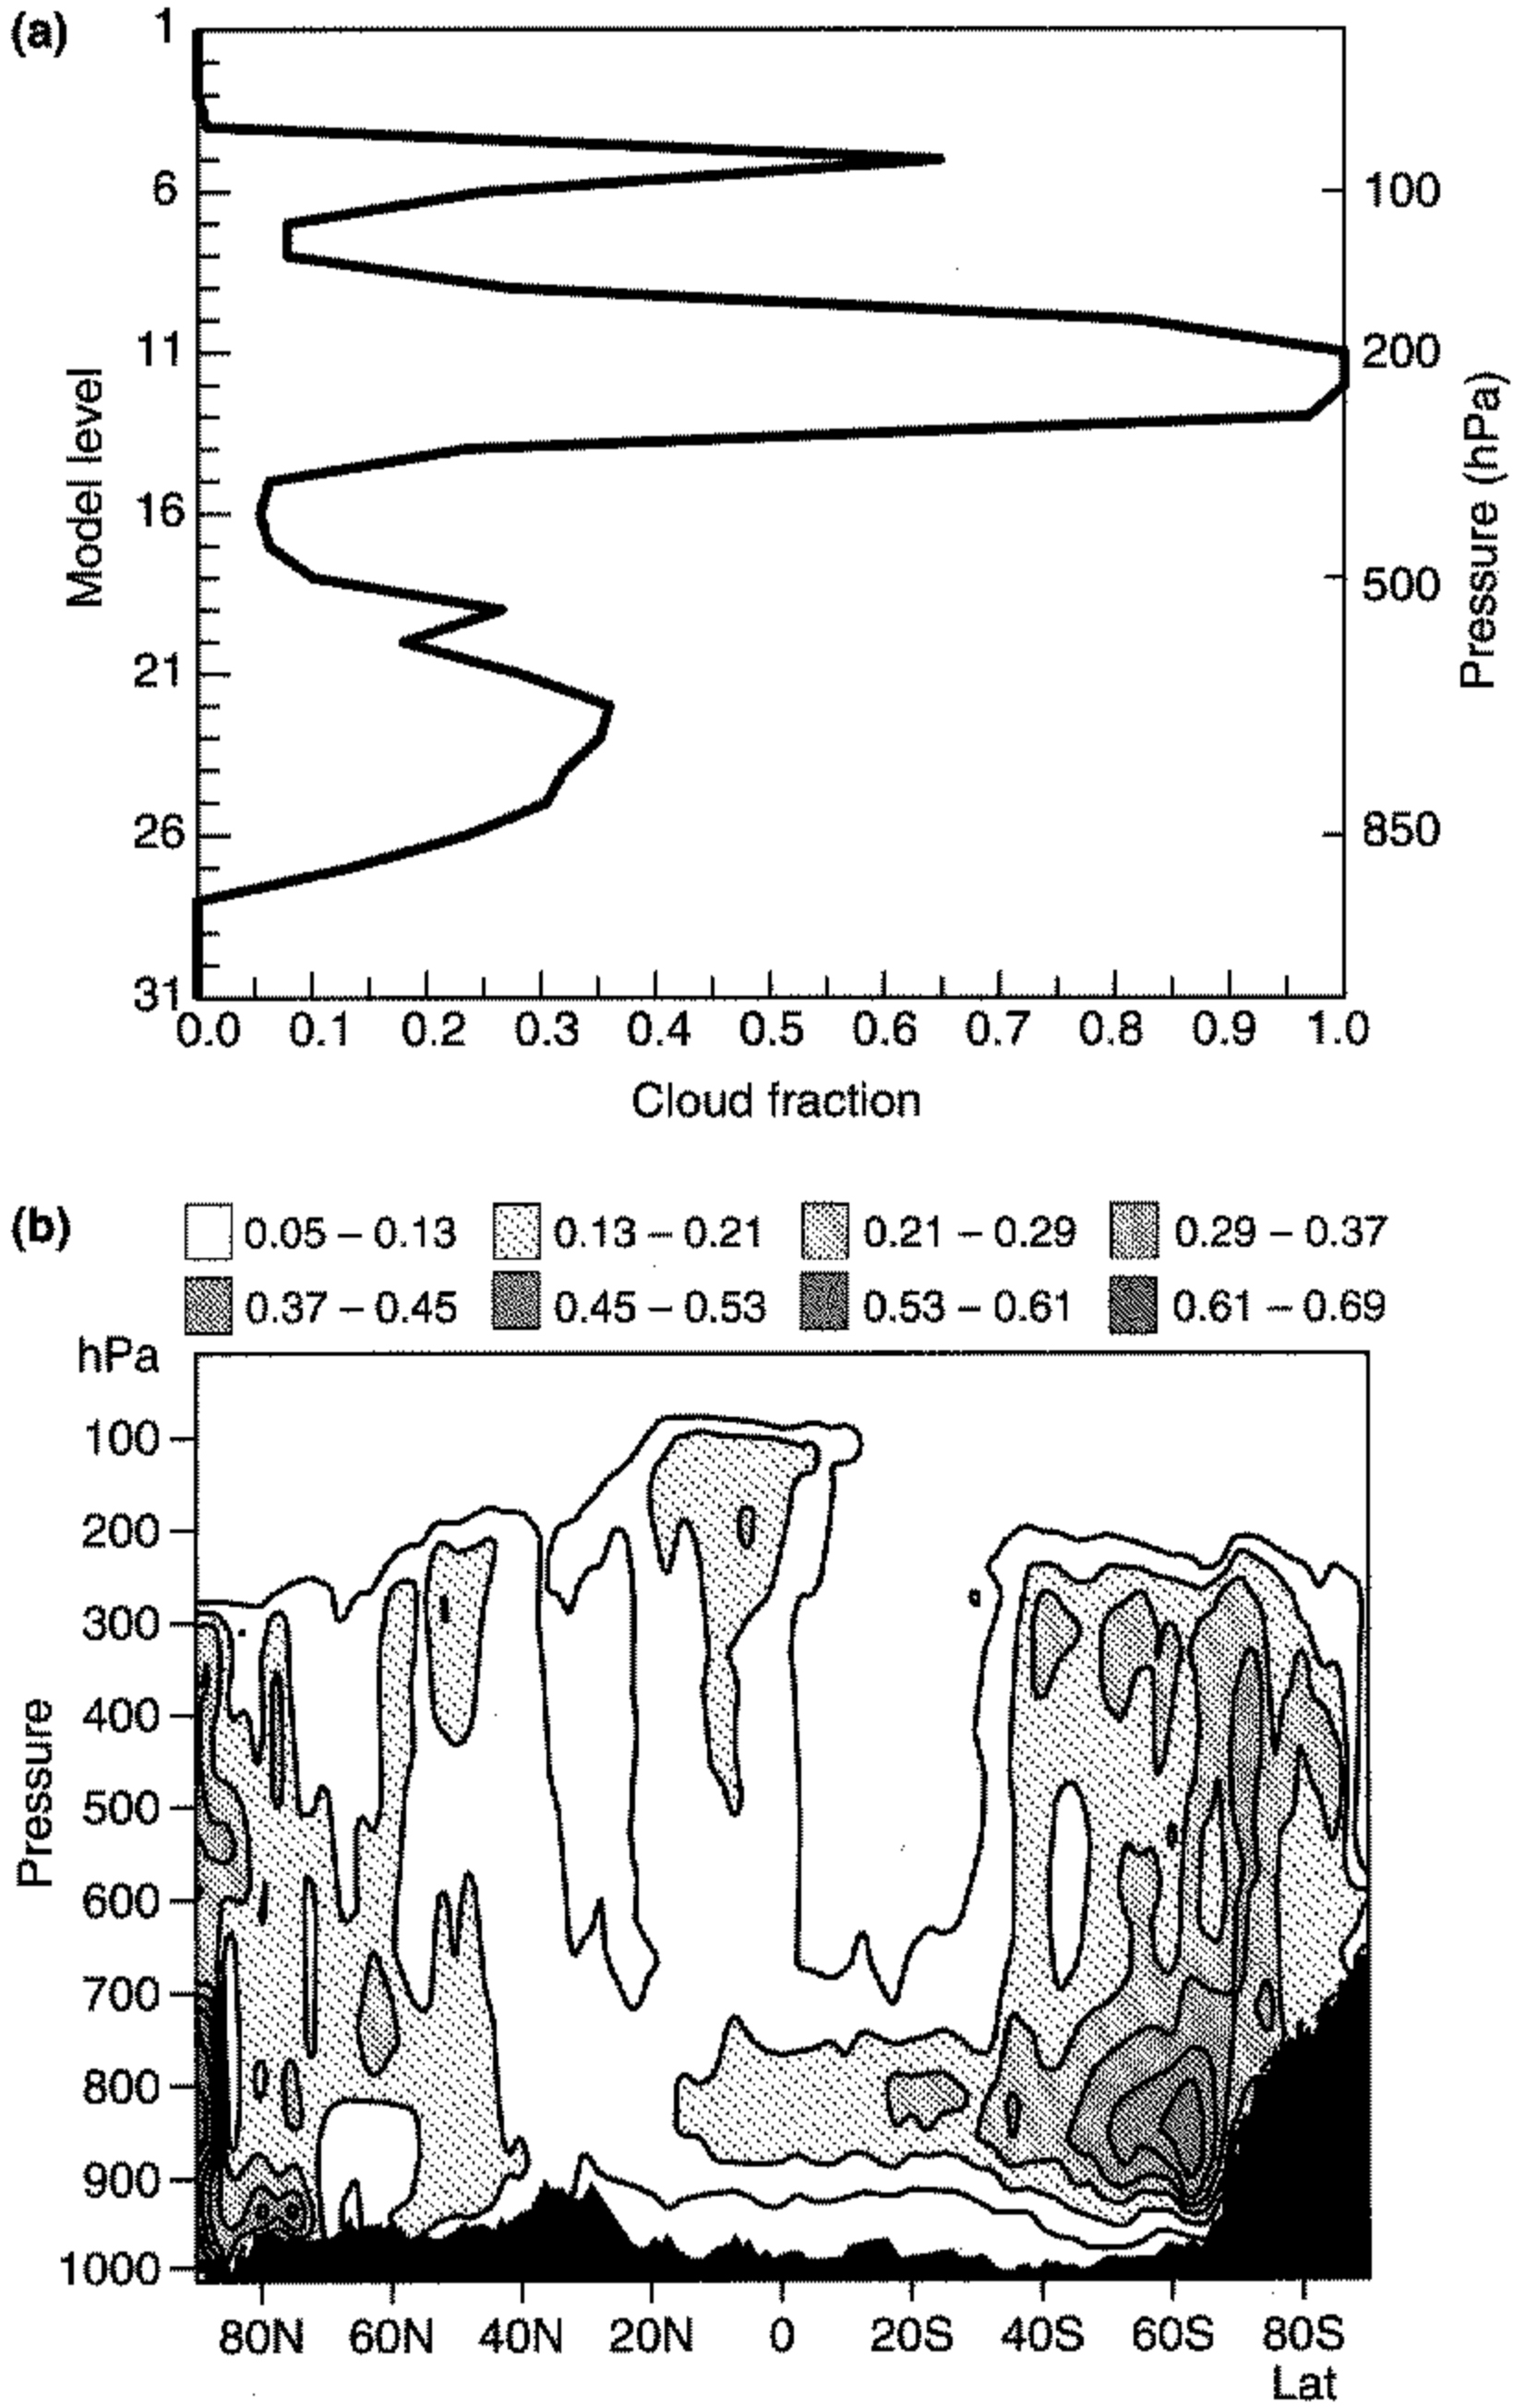 (a)
1
6
11
16
21
26
31
Model level
100
200
500
850
Pressure (hPa)
0.0 0.1 0.2 0.3 0.4 0.5 0.6 0.7 0.8 0.9 1.0
Cloud fraction
(b)
0.05 – 0.13 0.13 – 0.21 0.21 – 0.29 0.29 – 0.37
0.37 – 0.45 0.45 – 0.53 0.53 – 0.61 0.61 – 0.69
hPa
100
200
300
400
500
600
700
800
900
1000
Pressure
80N 60N 40N 20N 0 20S 40S 60S 80S
Lat